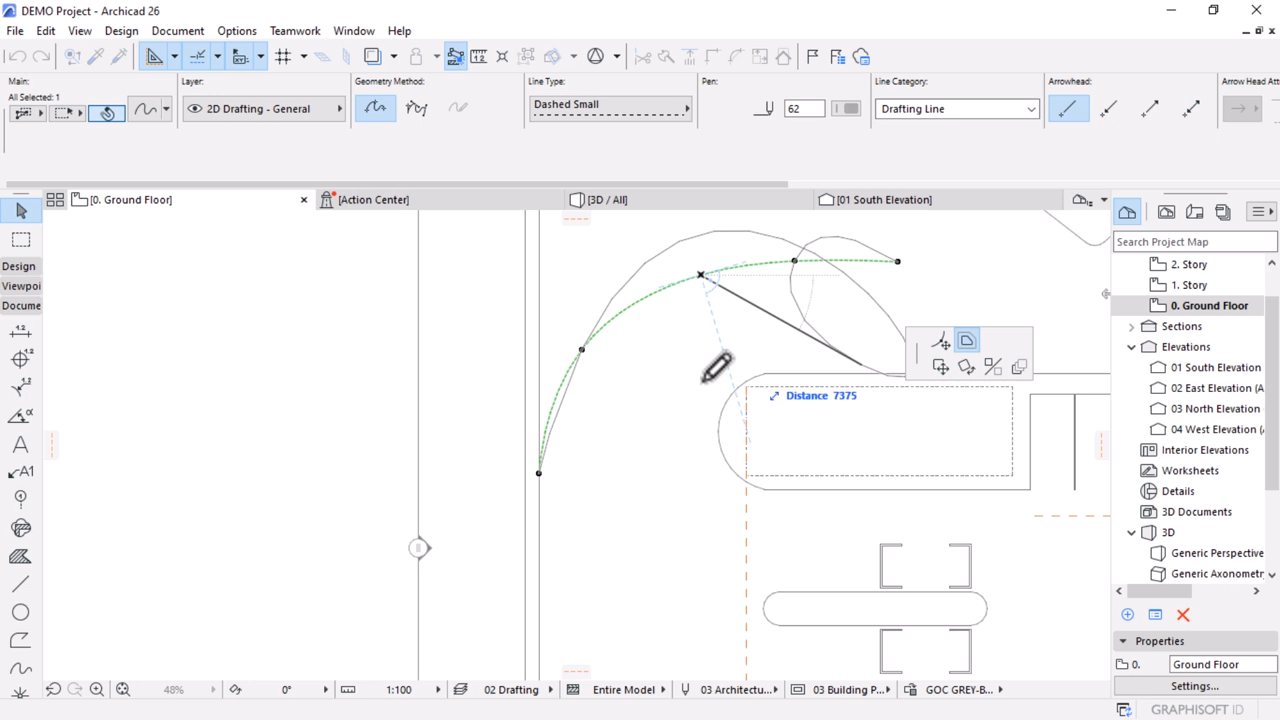 DEMO Project - Archicad 26
File Edit View Design Document Options Teamwork Window Help
Main:
All Selected: 1
Layer:
2D Drafting - General
Geometry Method:
Line Type:
Dashed Small
Pen:
62
Line Category:
Drafting Line
Arrowhead:
Arrow Head Att
[0. Ground Floor]
[Action Center]
[3D / All]
[01 South Elevation]
Design
Viewpoi
Docume
A
A1
Distance 7375
Search Project Map
2. Story
1. Story
0. Ground Floor
Sections
Elevations
01 South Elevation
02 East Elevation (A
03 North Elevation
04 West Elevation (A
Interior Elevations
Worksheets
Details
3D Documents
3D
Generic Perspective
Generic Axonometr
Properties
0.
Ground Floor
Settings...
48%
0°
1:100
02 Drafting
Entire Model
03 Architectu...
03 Building P...
GOC GREY-B...
GRAPHISOFT ID